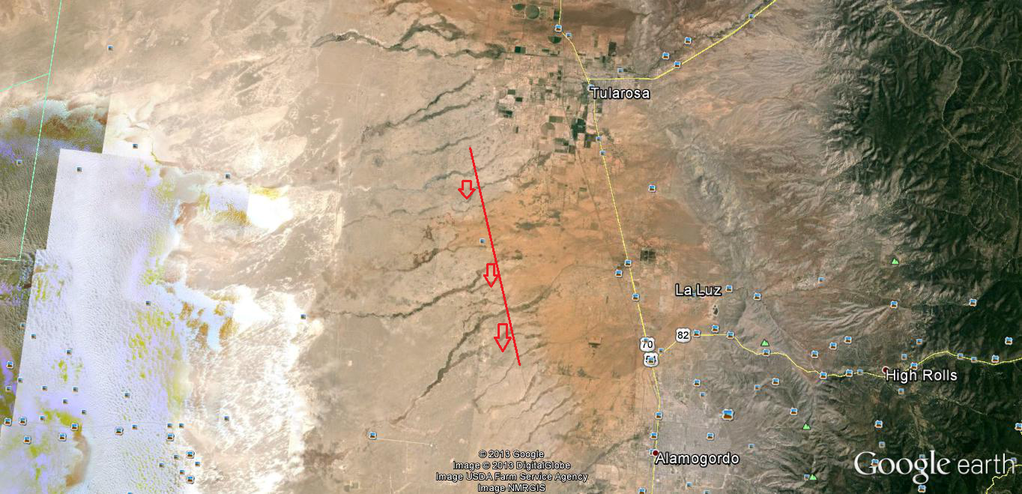 Tularosa
La Luz
82
70
54
High Rolls
Alamogordo
© 2013 Google
Image © 2013 DigitalGlobe
Image USDA Farm Service Agency
Image NMRGIS
Google earth